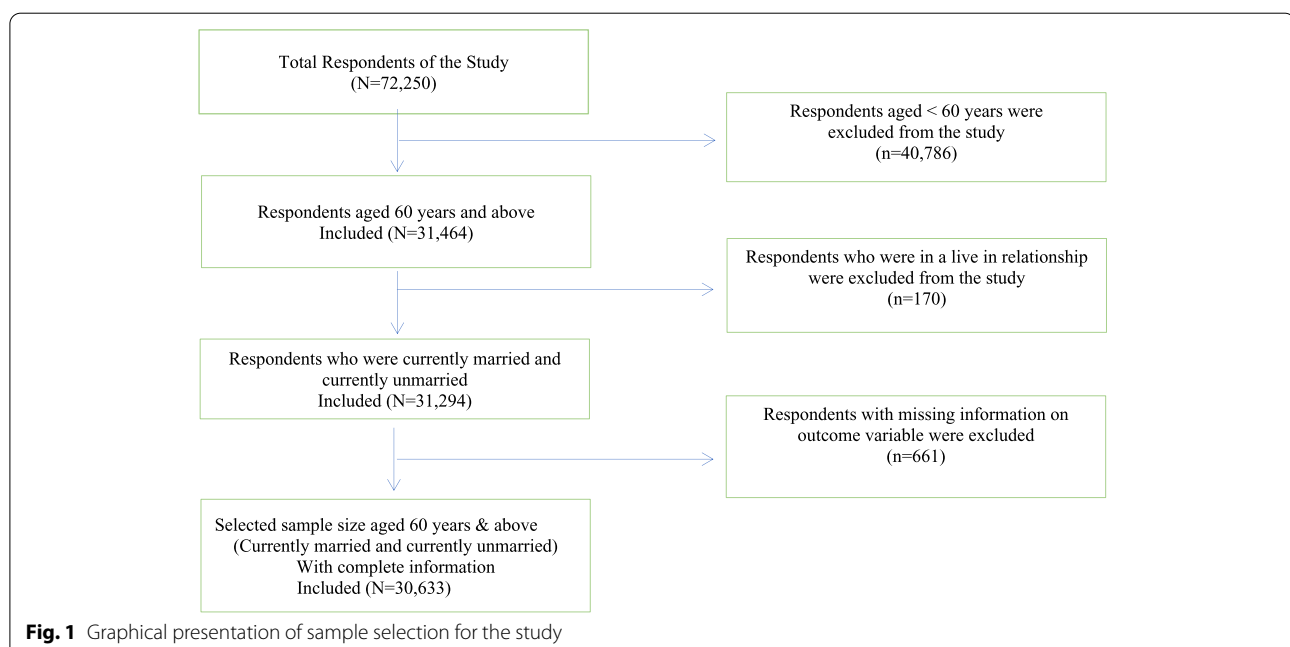 Total Respondents of the Study
(N=72,250)
Respondents aged < 60 years were
excluded from the study
(n=40,786)
Respondents aged 60 years and above
Included (N=31,464)
Respondents who were in a live in relationship
were excluded from the study
(n=170)
Respondents who were currently married and
currently unmarried
Included (N=31,294)
Respondents with missing information on
outcome variable were excluded
(n=661)
Selected sample size aged 60 years & above
(Currently married and currently unmarried)
With complete information
Included (N=30,633)
Fig. 1 Graphical presentation of sample selection for the study